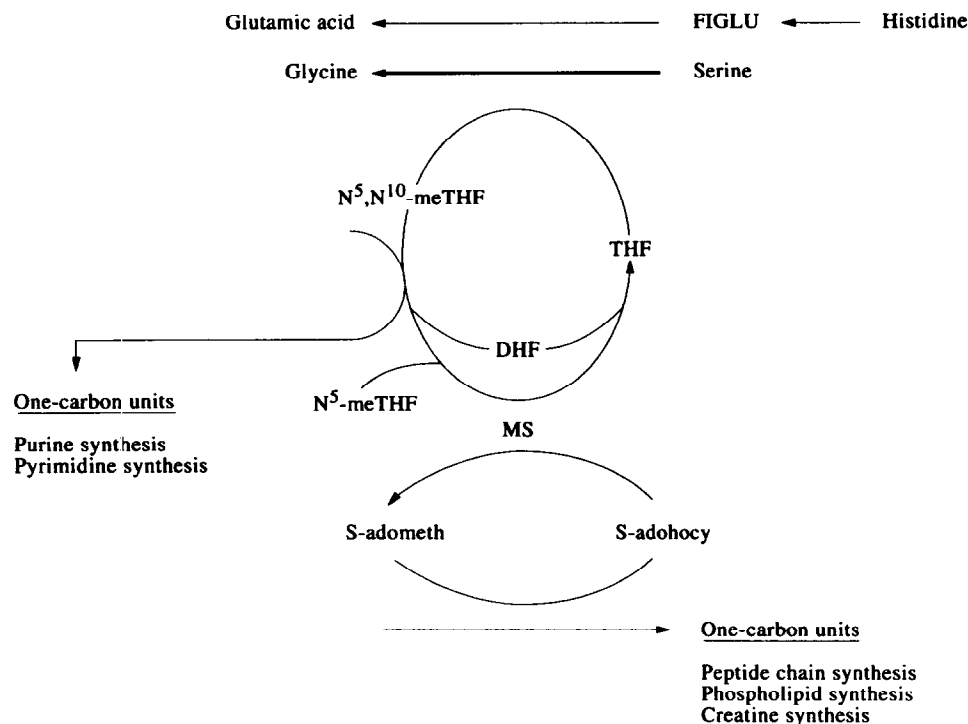 Glutamic acid FIGLU Histidine
Glycine Serine
N⁵,N¹⁰-meTHF
THF
DHF
N⁵-meTHF
One-carbon units
Purine synthesis
Pyrimidine synthesis
MS
S-adometh S-adohocy
One-carbon units
Peptide chain synthesis
Phospholipid synthesis
Creatine synthesis